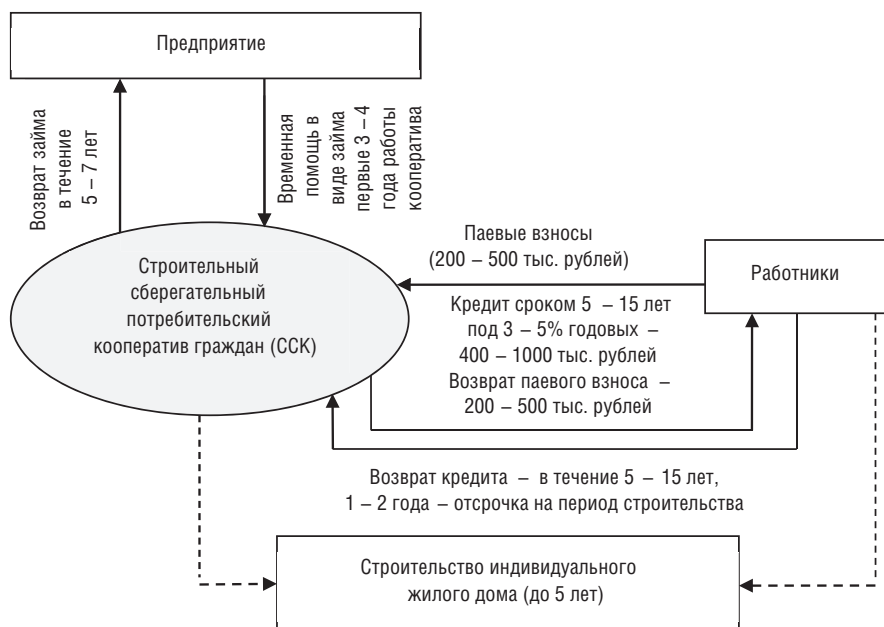 Предприятие
Возврат займа
в течение
5 – 7 лет
Временная
помощь в
виде займа
первые 3 – 4
года работы
кооператива
Строительный
сберегательный
потребительский
кооператив граждан (ССК)
Паевые взносы
(200 – 500 тыс. рублей)
Работники
Кредит сроком 5 – 15 лет
под 3 – 5% годовых –
400 – 1000 тыс. рублей
Возврат паевого взноса –
200 – 500 тыс. рублей
Возврат кредита – в течение 5 – 15 лет,
1 – 2 года – отсрочка на период строительства
Строительство индивидуального
жилого дома (до 5 лет)